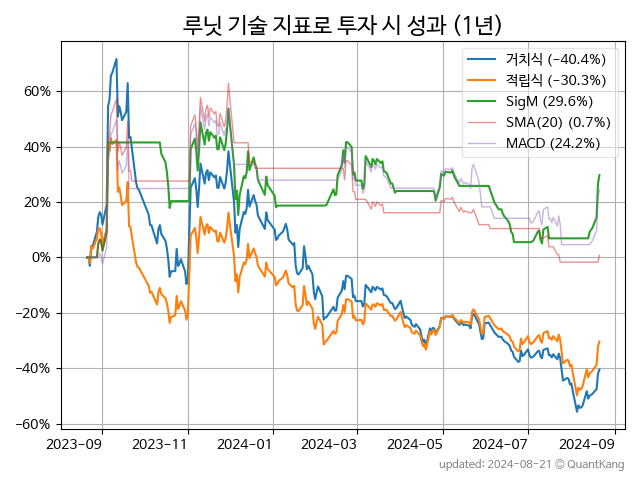 루닛 기술 지표로 투자 시 성과 (1년)
거치식 (−40.4%)
적립식 (−30.3%)
SigM (29.6%)
SMA(20) (0.7%)
MACD (24.2%)
60%
40%
20%
0%
−20%
−40%
−60%
2023-09 2023-11 2024-01 2024-03 2024-05 2024-07 2024-09
updated: 2024-08-21 ⓒ QuantKang